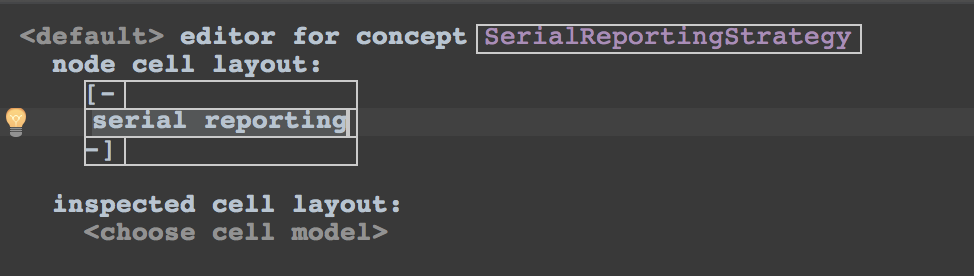 <default> editor for concept SerialReportingStrategy
node cell layout:
[-
serial reporting
-]
inspected cell layout:
<choose cell model>